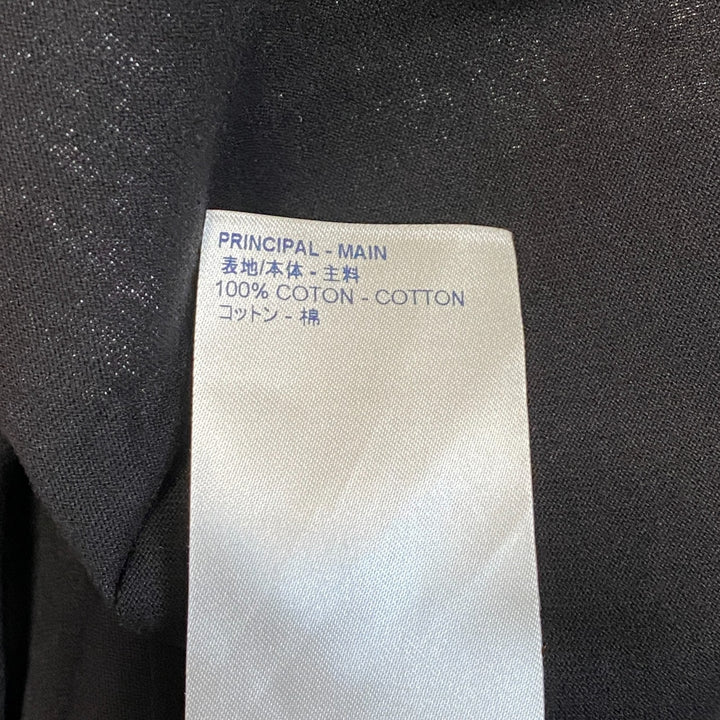 PRINCIPAL - MAIN
表地/本体 - 主料
100% COTON - COTTON
コットン - 棉